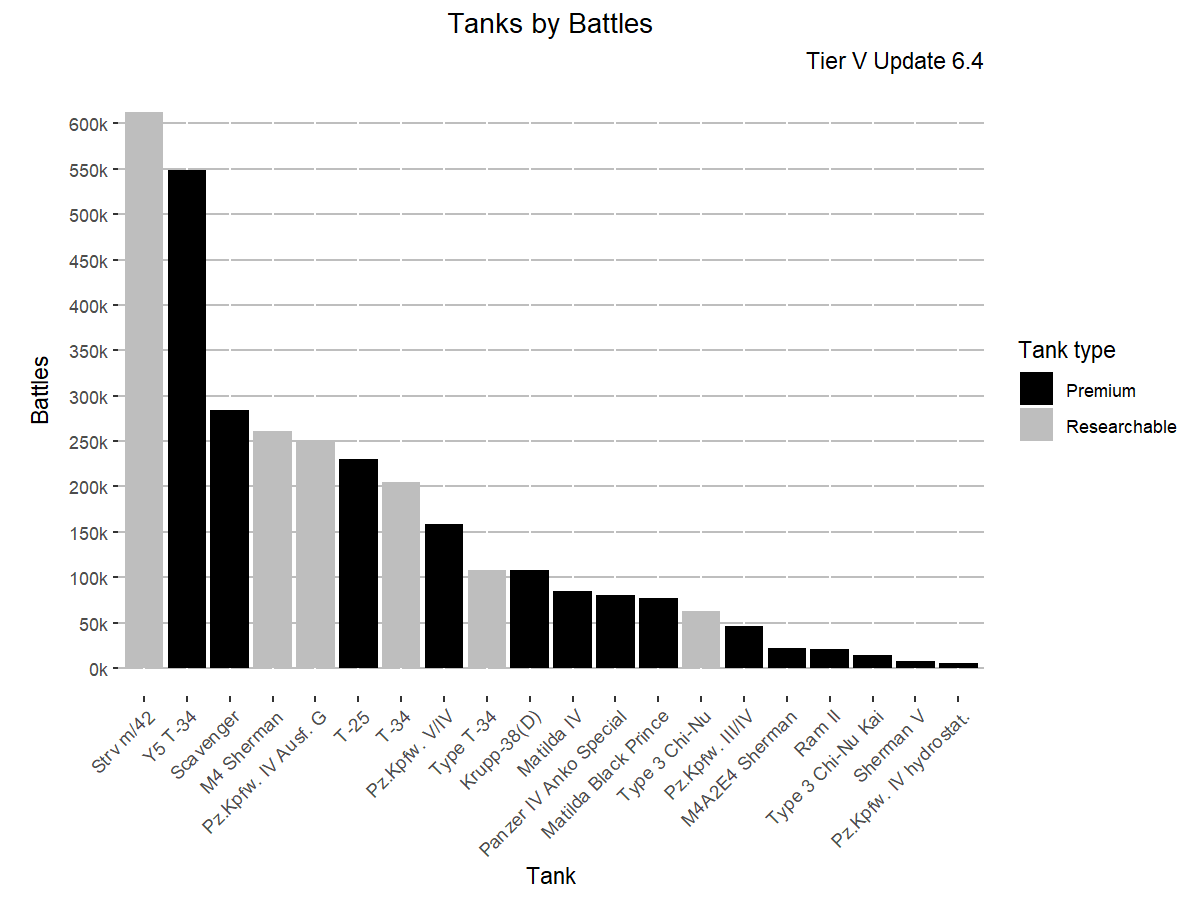 Tanks by Battles
Tier V Update 6.4
600k
550k
500k
450k
400k
350k
300k
250k
200k
150k
100k
50k
0k
Battles
Strv m/42
Y5 T-34
Scavenger
M4 Sherman
Pz.Kpfw. IV Ausf. G
T-25
T-34
Pz.Kpfw. V/IV
Type T-34
Krupp-38(D)
Matilda IV
Panzer IV Anko Special
Matilda Black Prince
Type 3 Chi-Nu
Pz.Kpfw. III/IV
M4A2E4 Sherman
Ram II
Type 3 Chi-Nu Kai
Sherman V
Pz.Kpfw. IV hydrostat.
Tank
Tank type
Premium
Researchable